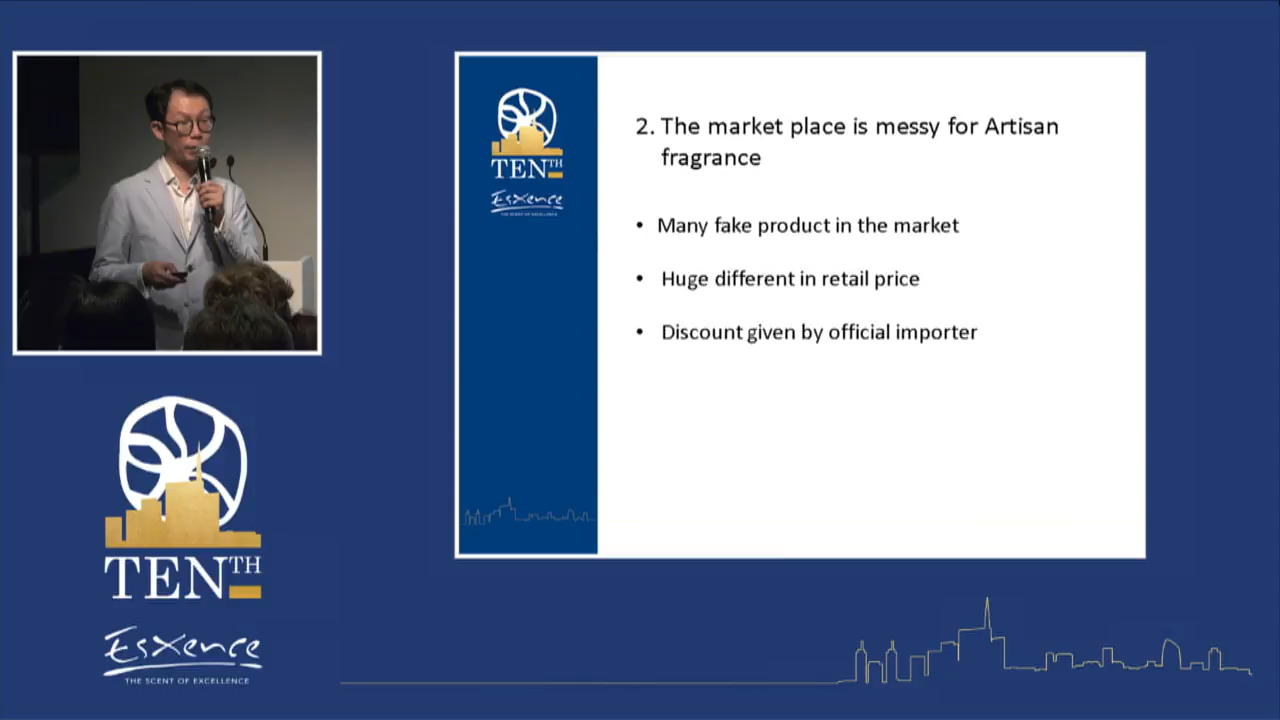 TENTH
Esxence
THE SCENT OF EXCELLENCE
2. The market place is messy for Artisan
fragrance
• Many fake product in the market
• Huge different in retail price
• Discount given by official importer
TENTH
Esxence
THE SCENT OF EXCELLENCE